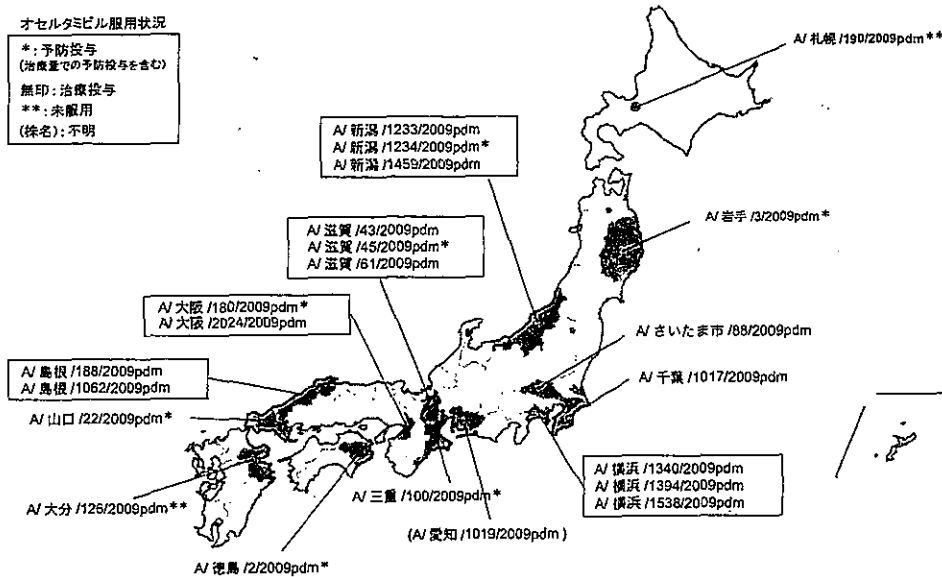 オセルタミビル服用状況
*:予防投与
(治療量での予防投与を含む)
無印:治療投与
**:未服用
(株名):不明
A/ 札幌 /190/2009pdm**
A/ 新潟 /1233/2009pdm
A/ 新潟 /1234/2009pdm*
A/ 新潟 /1459/2009pdm
A/ 岩手 /3/2009pdm*
A/ 滋賀 /43/2009pdm
A/ 滋賀 /45/2009pdm*
A/ 滋賀 /61/2009pdm
A/ 大阪 /180/2009pdm*
A/ 大阪 /2024/2009pdm
A/ さいたま市 /88/2009pdm
A/ 島根 /188/2009pdm
A/ 島根 /1062/2009pdm
A/ 千葉 /1017/2009pdm
A/ 山口 /22/2009pdm*
A/ 横浜 /1340/2009pdm
A/ 横浜 /1394/2009pdm
A/ 横浜 /1538/2009pdm
A/ 大分 /126/2009pdm**
A/ 三重 /100/2009pdm*
(A/ 愛知 /1019/2009pdm )
A/ 徳島 /2/2009pdm*